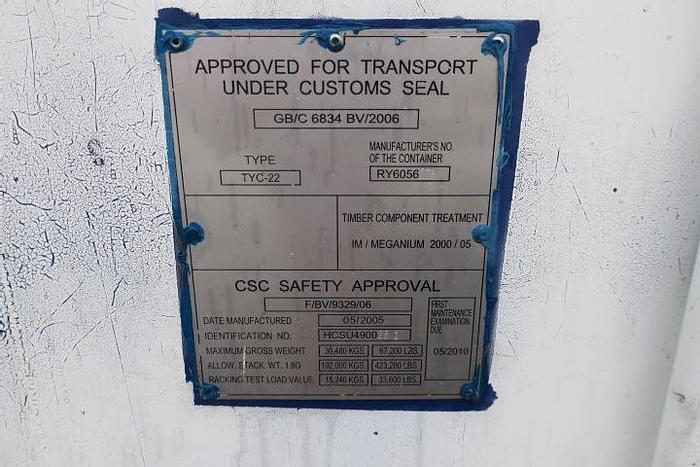 APPROVED FOR TRANSPORT
UNDER CUSTOMS SEAL
GB/C 6834 BV/2006
TYPE
TYC-22
MANUFACTURER'S NO.
OF THE CONTAINER
RY6056
TIMBER COMPONENT TREATMENT
IM / MEGANIUM 2000 / 05
CSC SAFETY APPROVAL
F/BV/9329/06
DATE MANUFACTURED 05/2005
IDENTIFICATION NO. HCSU4900
MAXIMUM GROSS WEIGHT 30,480 KGS. 67,200 LBS.
ALLOW. STACK. WT. 1.8G 192,000 KGS. 423,280 LBS.
RACKING TEST LOAD VALUE 15,240 KGS. 33,600 LBS.
FIRST
MAINTENANCE
EXAMINATION
DUE
05/2010